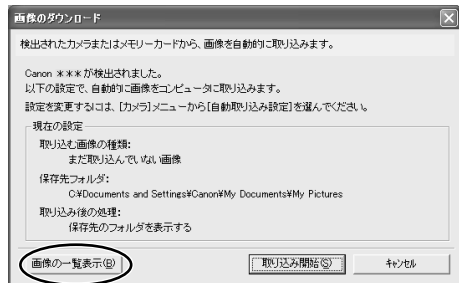 画像のダウンロード
検出されたカメラまたはメモリーカードから、画像を自動的に取り込みます。
Canon ＊＊＊が検出されました。
以下の設定で、自動的に画像をコンピュータに取り込みます。
設定を変更するには、[カメラ]メニューから[自動取り込み設定]を選んでください。
現在の設定
取り込む画像の種類:
まだ取り込んでいない画像
保存先フォルダ:
C:¥Documents and Settings¥Canon¥My Documents¥My Pictures
取り込み後の処理:
保存先のフォルダを表示する
画像の一覧表示(B) 取り込み開始(S) キャンセル